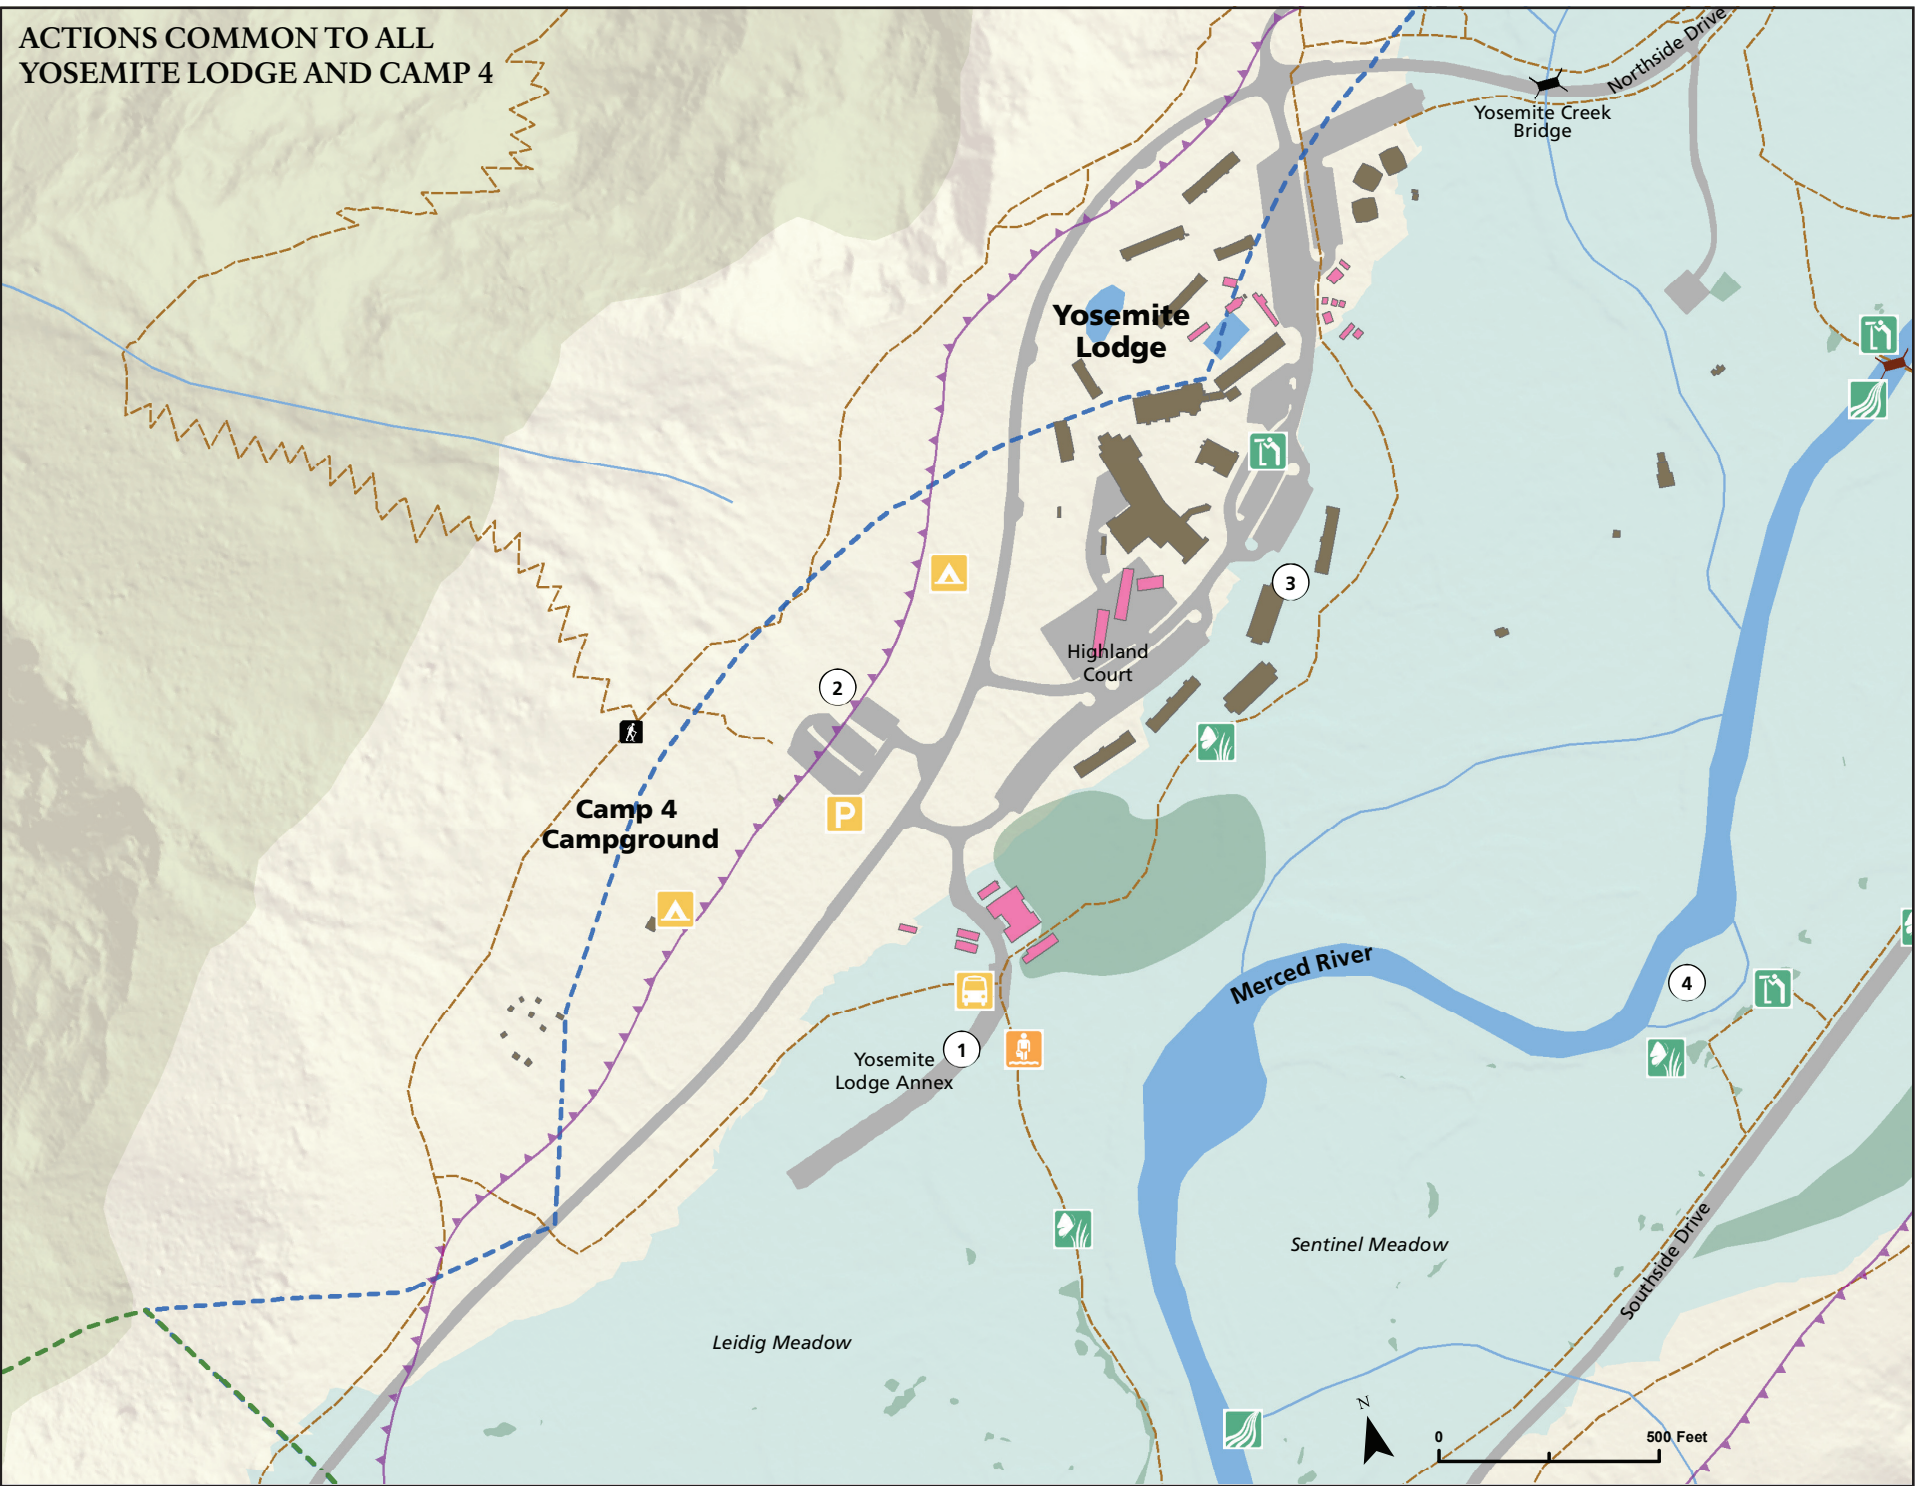 ACTIONS COMMON TO ALL
YOSEMITE LODGE AND CAMP 4
Northside Drive
Yosemite Creek
Bridge
Yosemite
Lodge
3
Highland
Court
2
P
Camp 4
Campground
Merced River
4
1
Yosemite
Lodge Annex
Sentinel Meadow
Southside Drive
Leidig Meadow
N
0
500 Feet